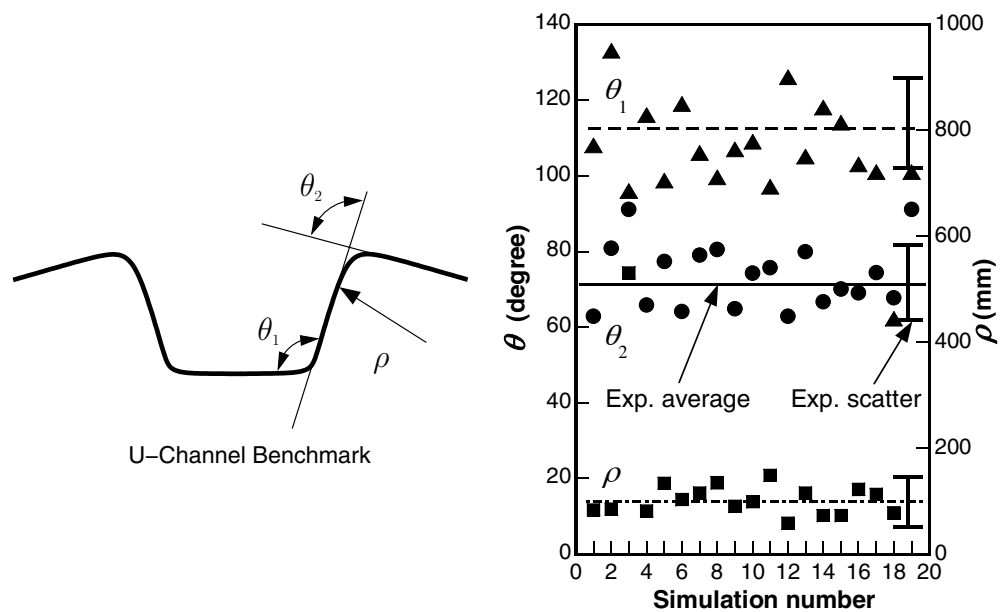 θ2
θ1
ρ
U–Channel Benchmark
140
120
100
80
60
40
20
0
θ (degree)
θ1
θ2
Exp. average
Exp. scatter
ρ
1000
800
600
400
200
0
ρ (mm)
0 2 4 6 8 10 12 14 16 18 20
Simulation number